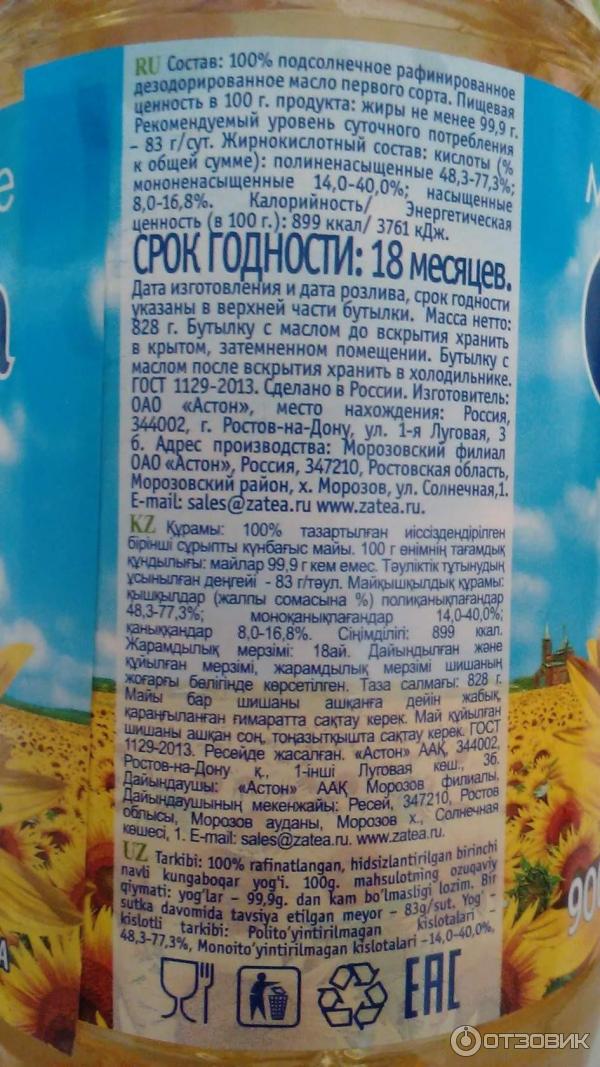 RU Состав: 100% подсолнечное рафинированное
дезодорированное масло первого сорта. Пищевая
ценность в 100 г. продукта: жиры не менее 99,9 г.
Рекомендуемый уровень суточного потребления
– 83 г/сут. Жирнокислотный состав: кислоты (%
к общей сумме): полиненасыщенные 48,3-77,3%;
мононенасыщенные 14,0-40,0%; насыщенные
8,0-16,8%. Калорийность/ Энергетическая
ценность (в 100 г.): 899 ккал/ 3761 кДж.
СРОК ГОДНОСТИ: 18 месяцев.
Дата изготовления и дата розлива, срок годности
указаны в верхней части бутылки. Масса нетто:
828 г. Бутылку с маслом до вскрытия хранить
в крытом, затемненном помещении. Бутылку с
маслом после вскрытия хранить в холодильнике.
ГОСТ 1129-2013. Сделано в России. Изготовитель:
ОАО «Астон», место нахождения: Россия,
344002, г. Ростов-на-Дону, ул. 1-я Луговая, 3
б. Адрес производства: Морозовский филиал
ОАО «Астон», Россия, 347210, Ростовская область,
Морозовский район, х. Морозов, ул. Солнечная,1.
E-mail: sales@zatea.ru www.zatea.ru.
KZ Құрамы: 100% тазартылған иіссіздендірілген
бірінші сұрыпты күнбағыс майы. 100 г өнімнің тағамдық
құндылығы: майлар 99,9 г кем емес. Тәуліктік тұтынудың
ұсынылған деңгейі - 83 г/тәул. Майқышқылдық құрамы:
қышқылдар (жалпы сомасына %) полиқанықпағандар
48,3-77,3%; моноқанықпағандар 14,0-40,0%;
қаныққандар 8,0-16,8%. Сіңімділігі: 899 ккал.
Жарамдылық мерзімі: 18ай. Дайындылған және
құйылған мерзімі, жарамдылық мерзімі шишаның
жоғарғы бөлігінде көрсетілген. Таза салмағы: 828 г.
Майы бар шишаны ашқанға дейін жабық,
қараңғыланған ғимаратта сақтау керек. Май құйылған
шишаны ашқан соң, тоңазытқышта сақтау керек. ГОСТ
1129-2013. Ресейде жасалған. «Астон» ААҚ 344002,
Ростов-на-Дону қ., 1-інші Луговая көш., 3б.
Дайындаушы: «Астон» ААҚ Морозов филиалы,
Дайындаушының мекенжайы: Ресей, 347210, Ростов
облысы, Морозов ауданы, Морозов х., Солнечная
көшесі, 1. E-mail: sales@zatea.ru. www.zatea.ru.
UZ Tarkibi: 100% rafinatlangan, hidsizlantirilgan birinchi
navli kungaboqar yog'i. 100g. mahsulotning ozuqaviy
qiymati: yog'lar – 99,9g. dan kam bo'lmasligi lozim. Bir
sutka davomida tavsiya etilgan meyor – 83g/sut. Yog' -
kislotli tarkibi: Polito'yintirilmagan kislotalari –
48,3-77,3%, Monoito'yintirilmagan kislotalari –14,0-40,0%,
EAC
900
ОТЗОВИК